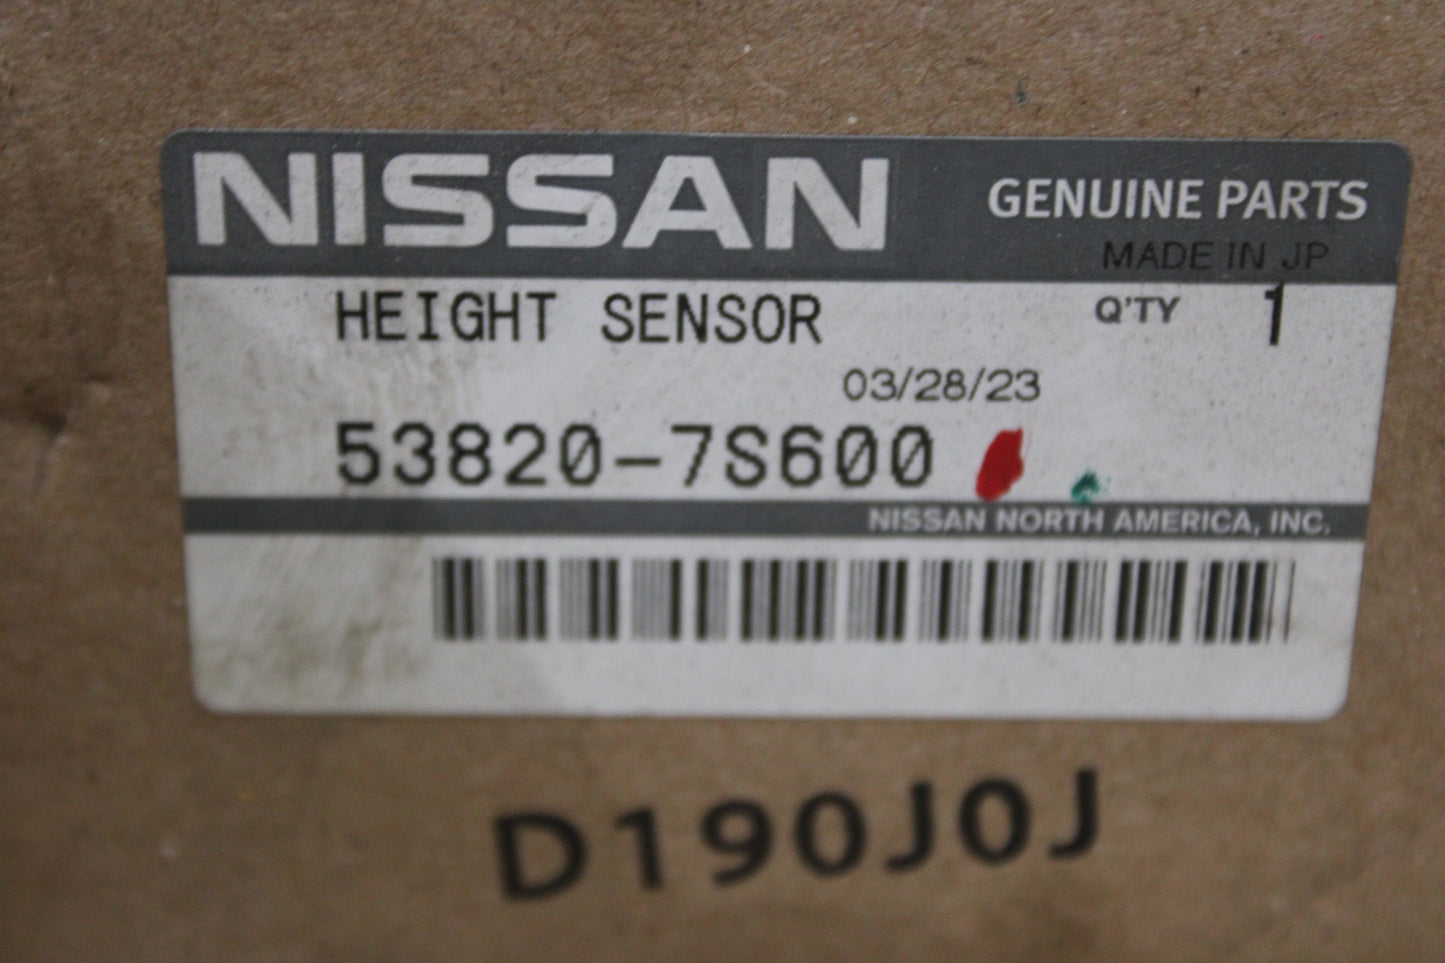 NISSAN GENUINE PARTS
MADE IN JP
HEIGHT SENSOR Q'TY 1
03/28/23
53820-7S600
NISSAN NORTH AMERICA, INC.
D190J0J